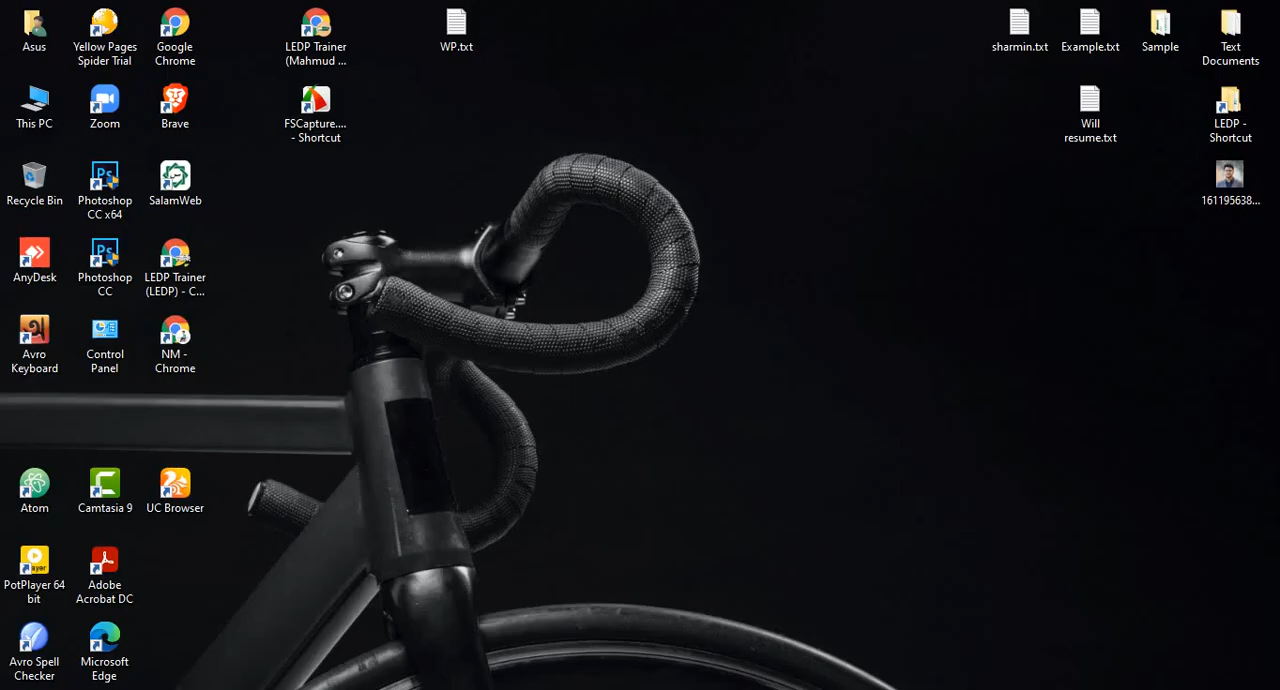 Asus
Yellow Pages
Spider Trial
Google
Chrome
LEDP Trainer
(Mahmud ...
WP.txt
sharmin.txt
Example.txt
Sample
Text
Documents
This PC
Zoom
Brave
FSCapture....
- Shortcut
Will
resume.txt
LEDP -
Shortcut
Recycle Bin
Ps
Photoshop
CC x64
SalamWeb
161195638...
AnyDesk
Ps
Photoshop
CC
LEDP Trainer
(LEDP) - C...
Avro
Keyboard
Control
Panel
NM -
Chrome
Atom
Camtasia 9
UC Browser
PotPlayer 64
bit
Adobe
Acrobat DC
Avro Spell
Checker
Microsoft
Edge